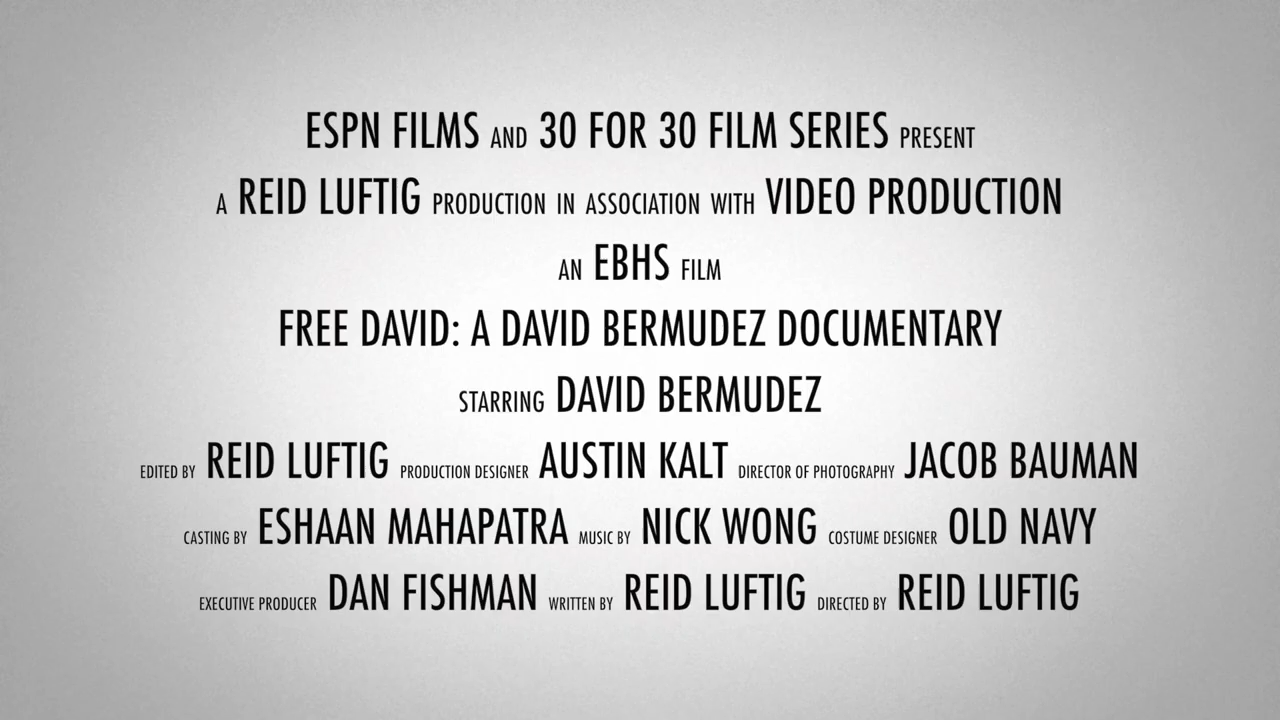 ESPN FILMS AND 30 FOR 30 FILM SERIES PRESENT
A REID LUFTIG PRODUCTION IN ASSOCIATION WITH VIDEO PRODUCTION
AN EBHS FILM
FREE DAVID: A DAVID BERMUDEZ DOCUMENTARY
STARRING DAVID BERMUDEZ
EDITED BY REID LUFTIG PRODUCTION DESIGNER AUSTIN KALT DIRECTOR OF PHOTOGRAPHY JACOB BAUMAN
CASTING BY ESHAAN MAHAPATRA MUSIC BY NICK WONG COSTUME DESIGNER OLD NAVY
EXECUTIVE PRODUCER DAN FISHMAN WRITTEN BY REID LUFTIG DIRECTED BY REID LUFTIG